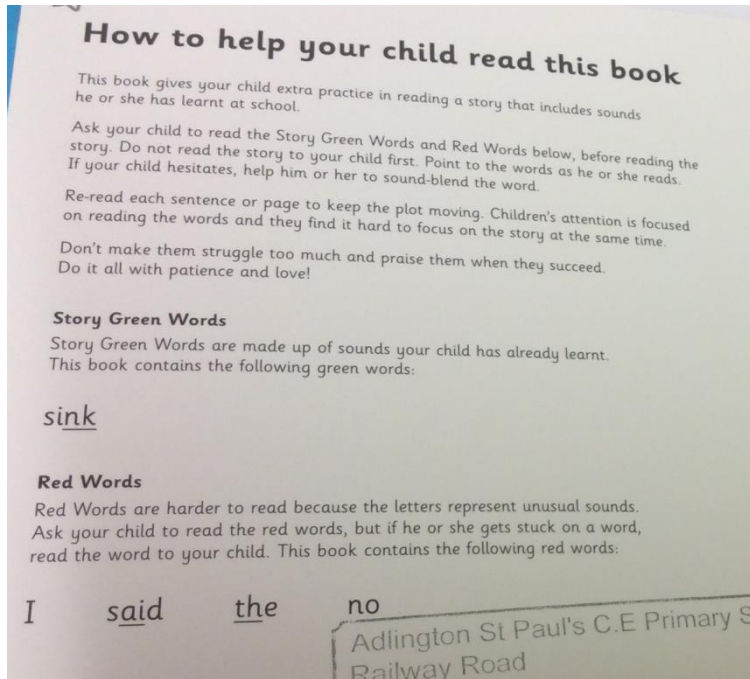 How to help your child read this book
This book gives your child extra practice in reading a story that includes sounds
he or she has learnt at school.
Ask your child to read the Story Green Words and Red Words below, before reading the
story. Do not read the story to your child first. Point to the words as he or she reads.
If your child hesitates, help him or her to sound-blend the word.
Re-read each sentence or page to keep the plot moving. Children's attention is focused
on reading the words and they find it hard to focus on the story at the same time.
Don't make them struggle too much and praise them when they succeed.
Do it all with patience and love!
Story Green Words
Story Green Words are made up of sounds your child has already learnt.
This book contains the following green words:
sink
Red Words
Red Words are harder to read because the letters represent unusual sounds.
Ask your child to read the red words, but if he or she gets stuck on a word,
read the word to your child. This book contains the following red words:
I said the no
Adlington St Paul's C.E Primary S
Railway Road